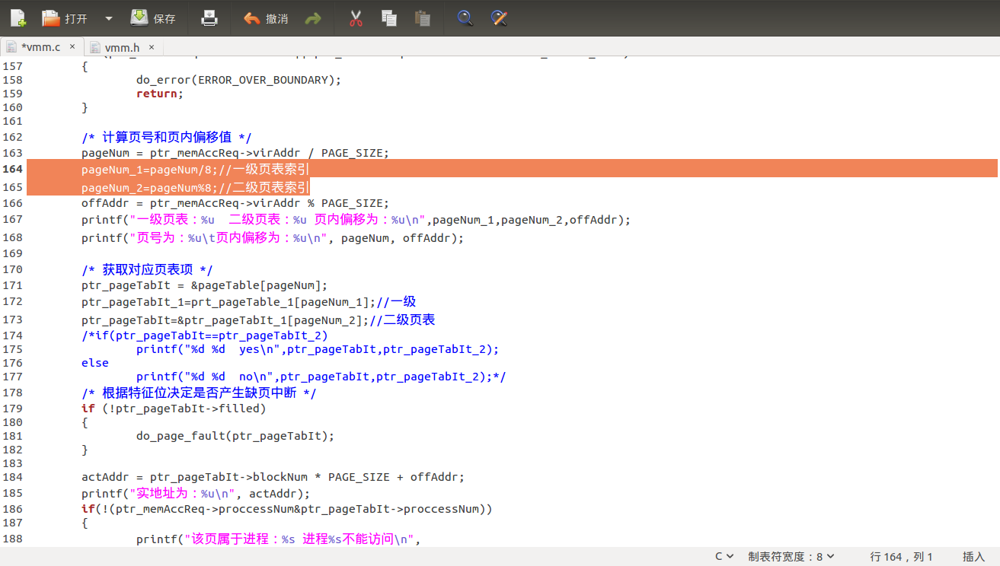 打开 保存 撤消
*vmm.c × vmm.h ×
157 {
158 do_error(ERROR_OVER_BOUNDARY);
159 return;
160 }
161
162 /* 计算页号和页内偏移值 */
163 pageNum = ptr_memAccReq->virAddr / PAGE_SIZE;
164 pageNum_1=pageNum/8;//一级页表索引
165 pageNum_2=pageNum%8;//二级页表索引
166 offAddr = ptr_memAccReq->virAddr % PAGE_SIZE;
167 printf("一级页表：%u  二级页表：%u 页内偏移为：%u\n",pageNum_1,pageNum_2,offAddr);
168 printf("页号为：%u\t页内偏移为：%u\n", pageNum, offAddr);
169
170 /* 获取对应页表项 */
171 ptr_pageTabIt = &pageTable[pageNum];
172 ptr_pageTabIt_1=prt_pageTable_1[pageNum_1];//一级
173 ptr_pageTabIt=&ptr_pageTabIt_1[pageNum_2];//二级页表
174 /*if(ptr_pageTabIt==ptr_pageTabIt_2)
175 printf("%d %d  yes\n",ptr_pageTabIt,ptr_pageTabIt_2);
176 else
177 printf("%d %d  no\n",ptr_pageTabIt,ptr_pageTabIt_2);*/
178 /* 根据特征位决定是否产生缺页中断 */
179 if (!ptr_pageTabIt->filled)
180 {
181 do_page_fault(ptr_pageTabIt);
182 }
183
184 actAddr = ptr_pageTabIt->blockNum * PAGE_SIZE + offAddr;
185 printf("实地址为：%u\n", actAddr);
186 if(!(ptr_memAccReq->proccessNum&ptr_pageTabIt->proccessNum))
187 {
188 printf("该页属于进程：%s 进程%s不能访问\n",
C 制表符宽度：8 行 164，列 1 插入